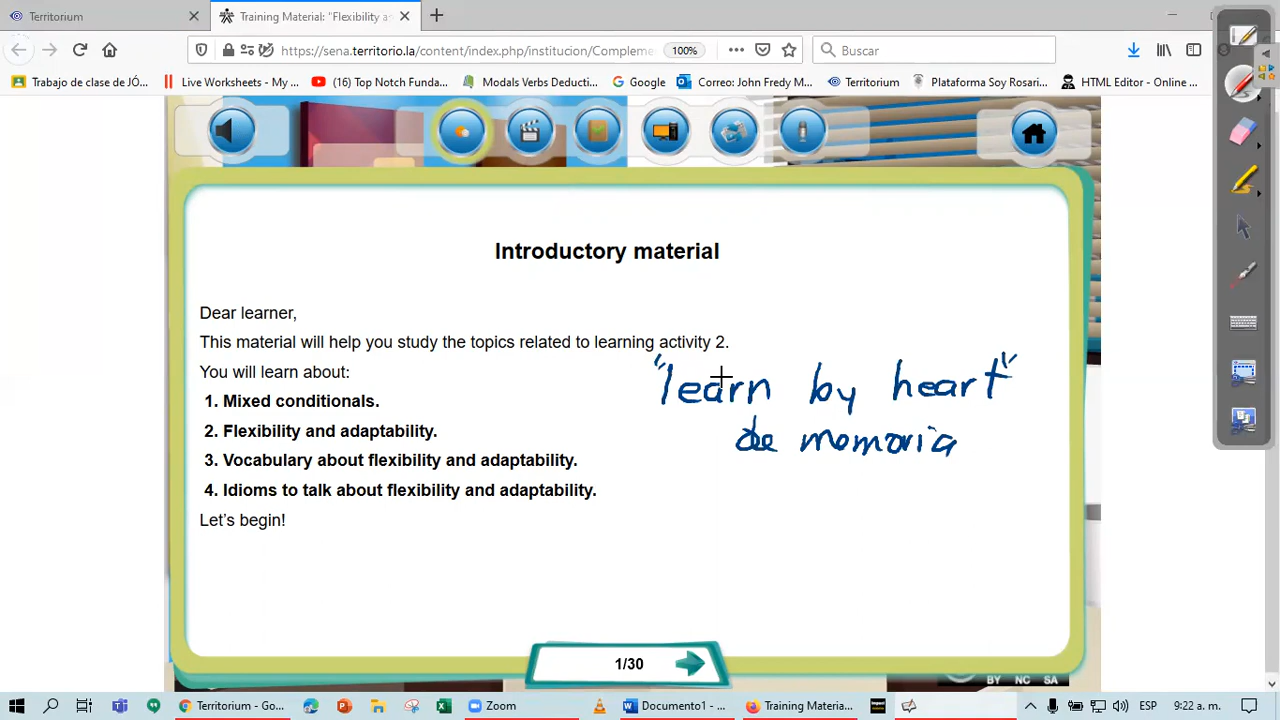 Territorium
Training Material: "Flexibility a
https://sena.territorio.la/content/index.php/institucion/Compleme
100%
Buscar
Trabajo de clase de JÓ...
Live Worksheets - My ...
(16) Top Notch Funda...
Modals Verbs Deducti...
Google
Correo: John Fredy M...
Territorium
Plataforma Soy Rosari...
HTML Editor - Online ...
Introductory material
Dear learner,
This material will help you study the topics related to learning activity 2.
You will learn about:
"learn by heart"
1. Mixed conditionals.
2. Flexibility and adaptability.
de memoria
3. Vocabulary about flexibility and adaptability.
4. Idioms to talk about flexibility and adaptability.
Let's begin!
1/30
BY NC SA
Territorium - Go...
Zoom
Documento1 - ...
Training Materia...
ESP
9:22 a. m.